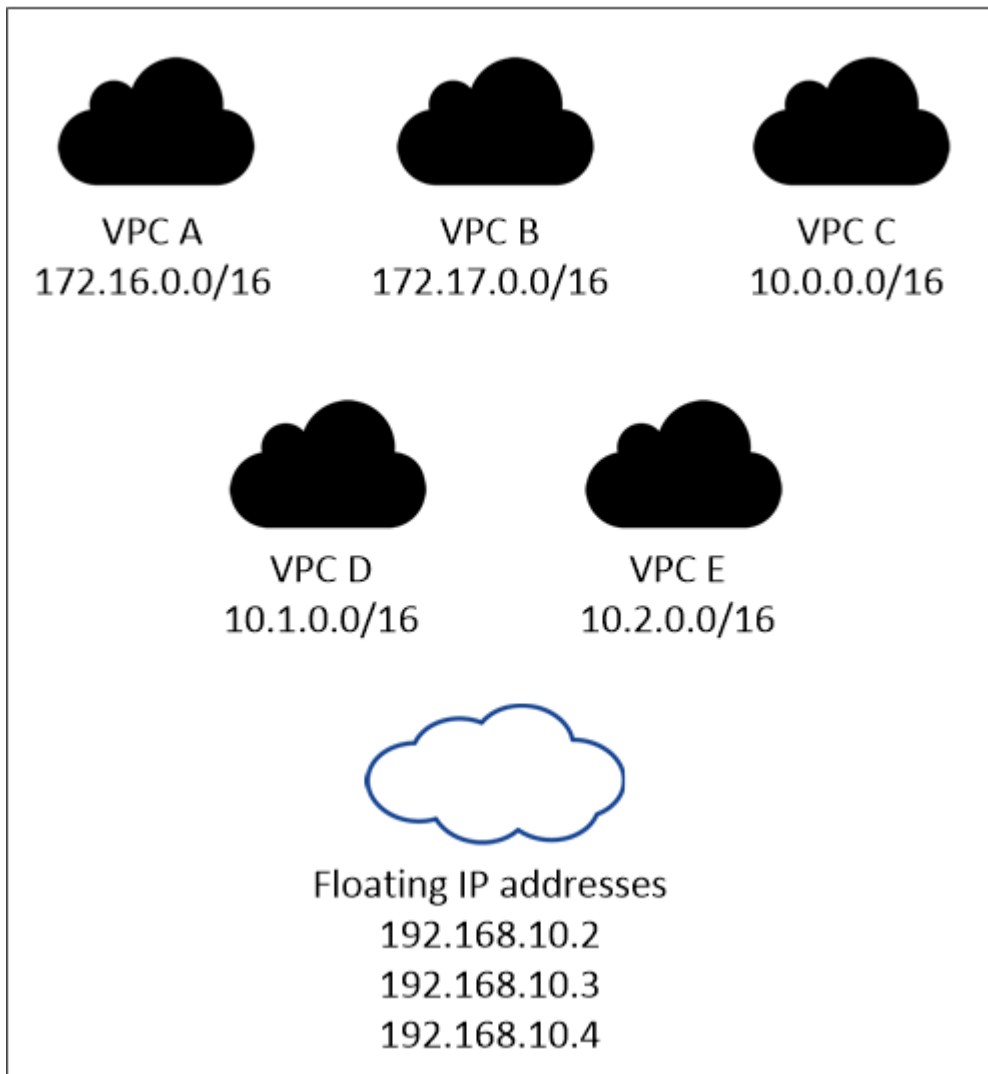 VPC A
172.16.0.0/16
VPC B
172.17.0.0/16
VPC C
10.0.0.0/16
VPC D
10.1.0.0/16
VPC E
10.2.0.0/16
Floating IP addresses
192.168.10.2
192.168.10.3
192.168.10.4